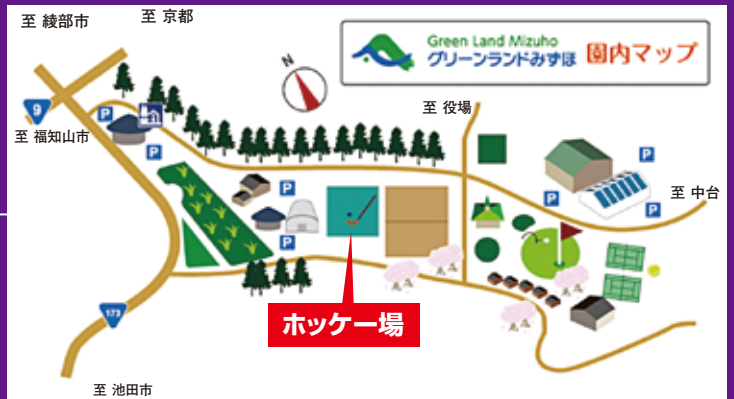 至 綾部市
至 京都
Green Land Mizuho
グリーンランドみずほ 園内マップ
N
9
P
至 福知山市
P
至 役場
P
P
至 中台
P
P
P
ホッケー場
173
至 池田市